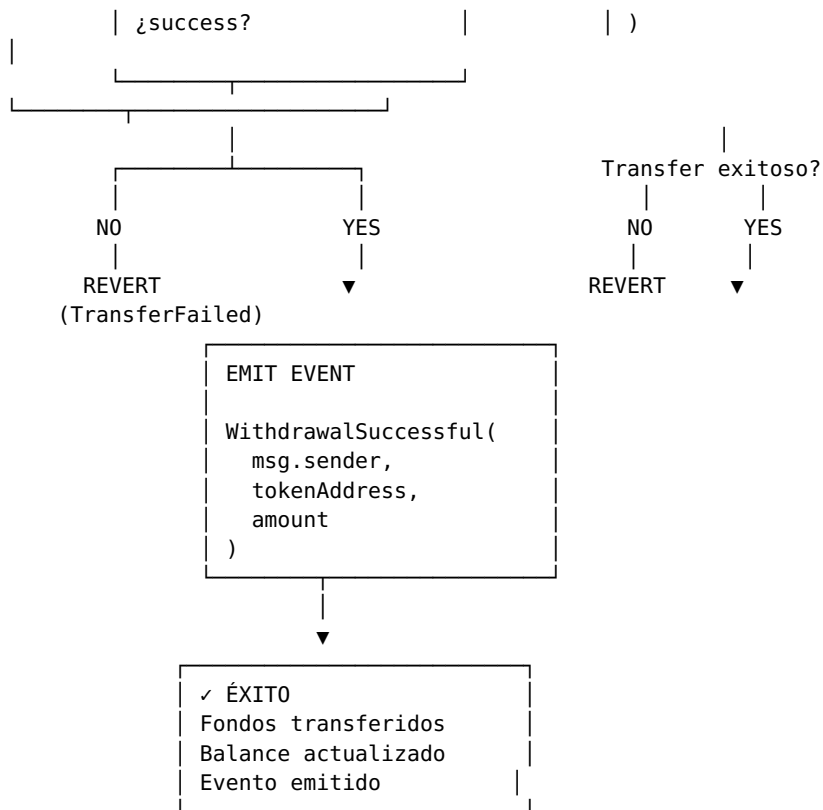 ¿success? )
Transfer exitoso?
NO YES NO YES
REVERT ▼ REVERT ▼
(TransferFailed)
EMIT EVENT
WithdrawalSuccessful(
msg.sender,
tokenAddress,
amount
)
▼
✓ ÉXITO
Fondos transferidos
Balance actualizado
Evento emitido